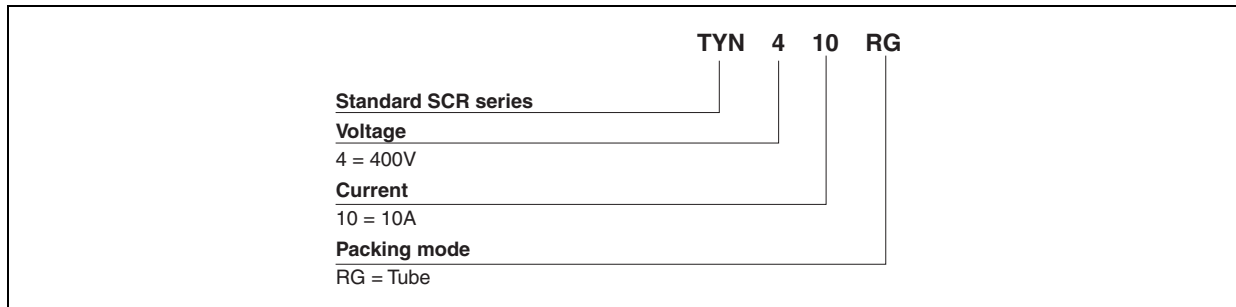 TYN 4 10 RG
Standard SCR series
Voltage
4 = 400V
Current
10 = 10A
Packing mode
RG = Tube